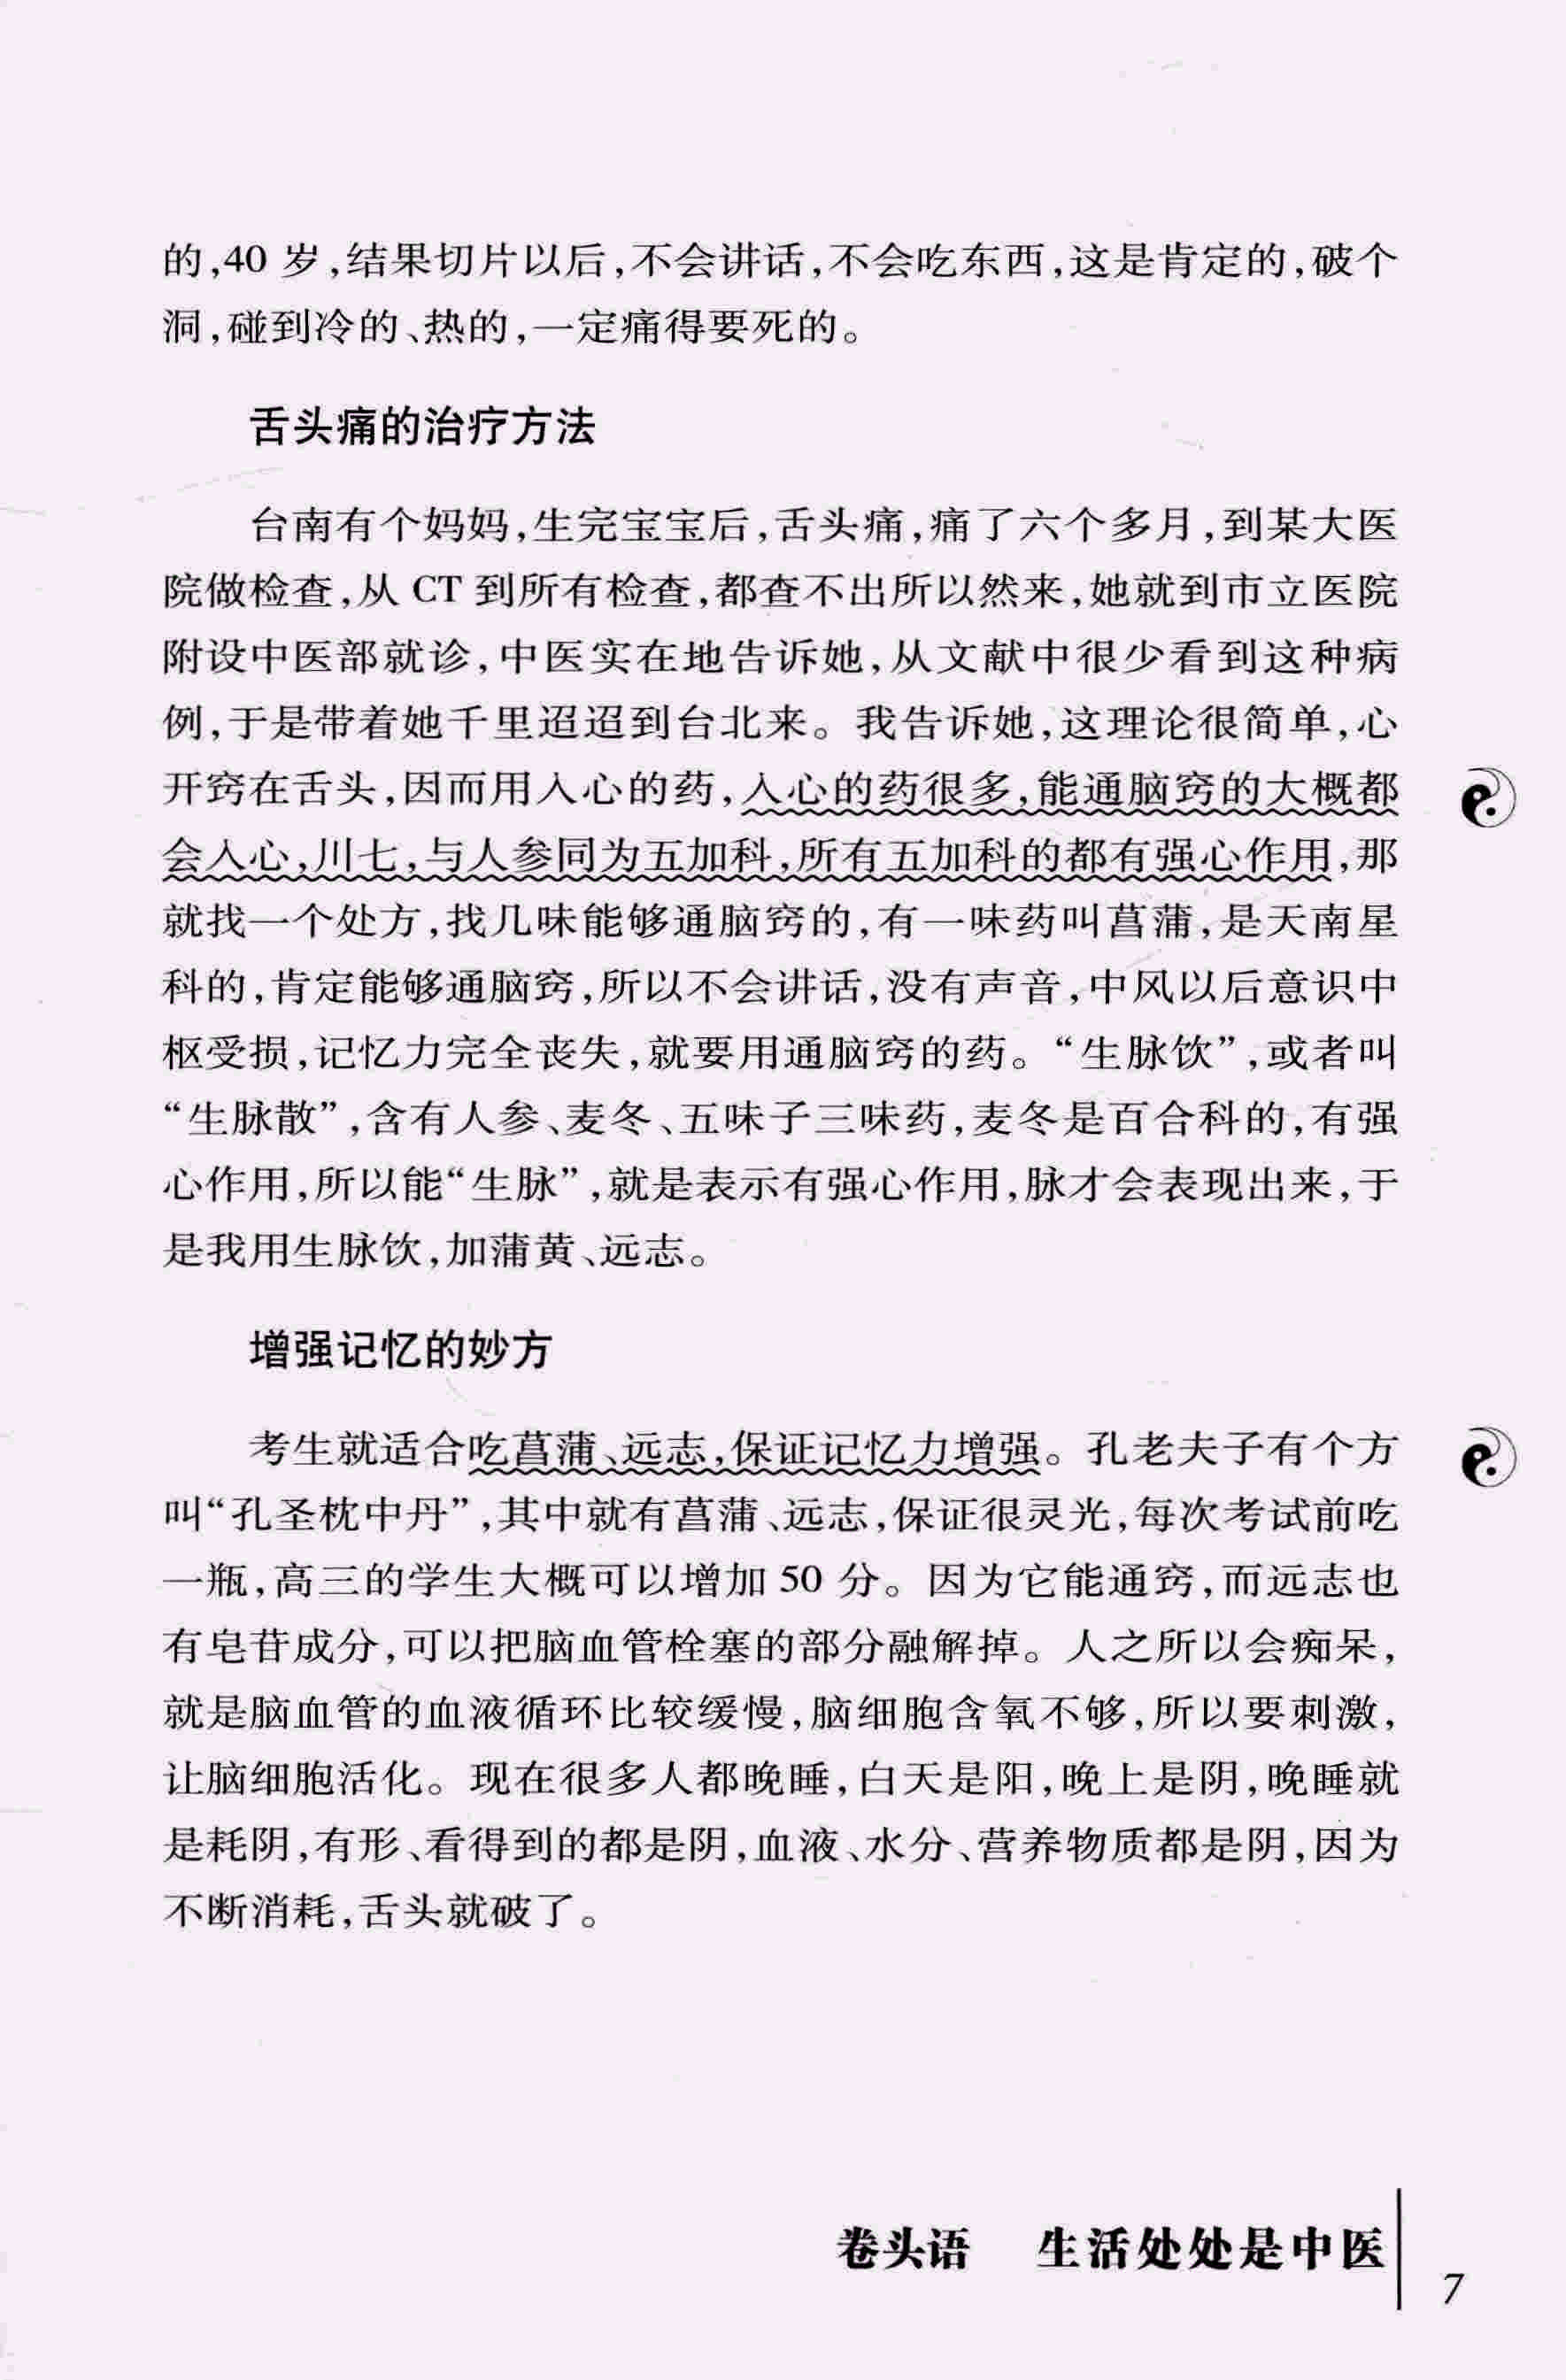 的,40 岁,结果切片以后,不会讲话,不会吃东西,这是肯定的,破个
洞,碰到冷的、热的,一定痛得要死的。
舌头痛的治疗方法
台南有个妈妈,生完宝宝后,舌头痛,痛了六个多月,到某大医
院做检查,从 CT 到所有检查,都查不出所以然来,她就到市立医院
附设中医部就诊,中医实在地告诉她,从文献中很少看到这种病
例,于是带着她千里迢迢到台北来。我告诉她,这理论很简单,心
开窍在舌头,因而用入心的药,入心的药很多,能通脑窍的大概都
会入心,川七,与人参同为五加科,所有五加科的都有强心作用,那
就找一个处方,找几味能够通脑窍的,有一味药叫菖蒲,是天南星
科的,肯定能够通脑窍,所以不会讲话,没有声音,中风以后意识中
枢受损,记忆力完全丧失,就要用通脑窍的药。“生脉饮”,或者叫
“生脉散”,含有人参、麦冬、五味子三味药,麦冬是百合科的,有强
心作用,所以能“生脉”,就是表示有强心作用,脉才会表现出来,于
是我用生脉饮,加蒲黄、远志。
增强记忆的妙方
考生就适合吃菖蒲、远志,保证记忆力增强。孔老夫子有个方
叫“孔圣枕中丹”,其中就有菖蒲、远志,保证很灵光,每次考试前吃
一瓶,高三的学生大概可以增加 50 分。因为它能通窍,而远志也
有皂苷成分,可以把脑血管栓塞的部分融解掉。人之所以会痴呆,
就是脑血管的血液循环比较缓慢,脑细胞含氧不够,所以要刺激,
让脑细胞活化。现在很多人都晚睡,白天是阳,晚上是阴,晚睡就
是耗阴,有形、看得到的都是阴,血液、水分、营养物质都是阴,因为
不断消耗,舌头就破了。
卷头语 生活处处是中医
7